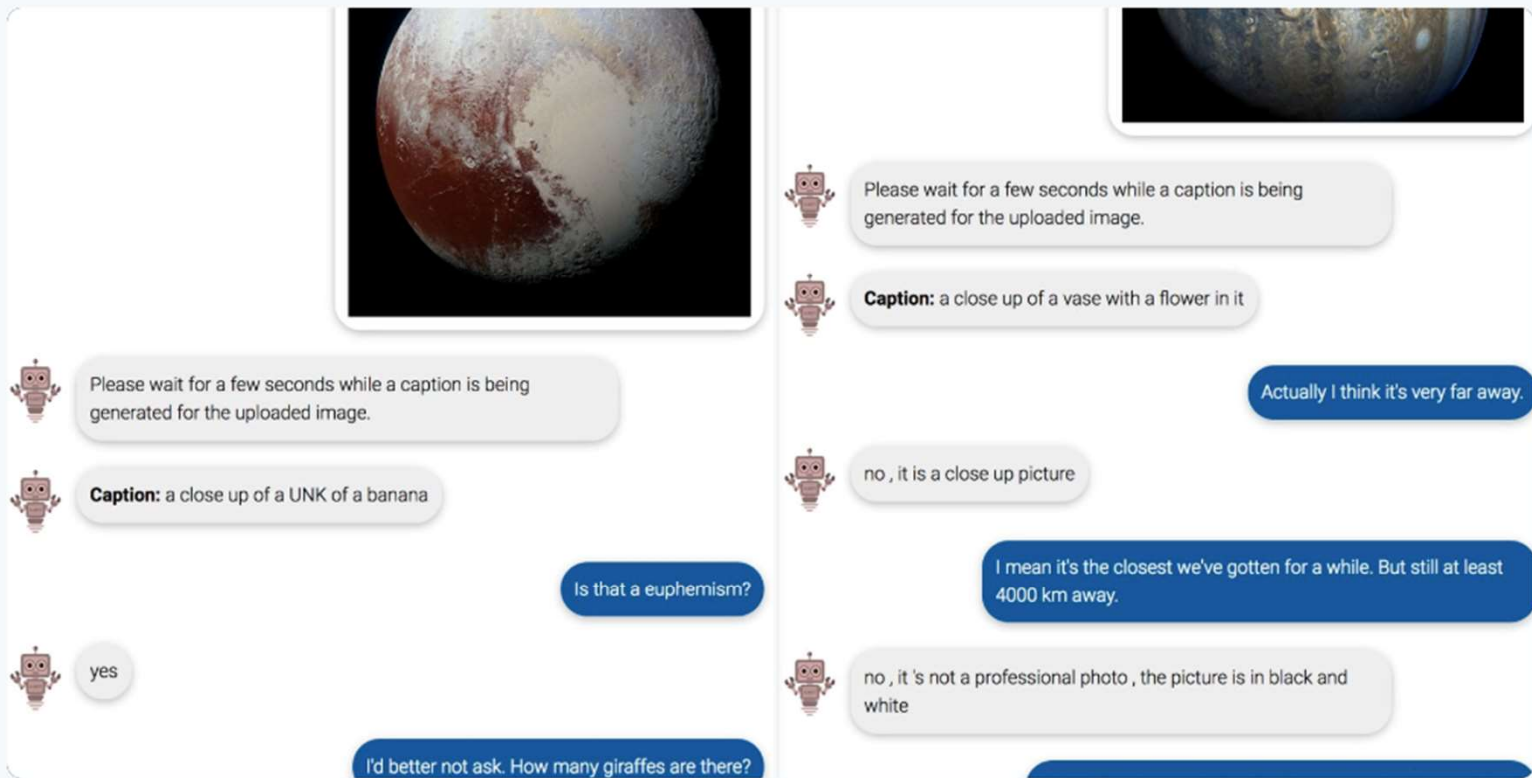 Please wait for a few seconds while a caption is being
generated for the uploaded image.
Caption: a close up of a UNK of a banana
Is that a euphemism?
yes
I'd better not ask. How many giraffes are there?
Please wait for a few seconds while a caption is being
generated for the uploaded image.
Caption: a close up of a vase with a flower in it
Actually I think it's very far away.
no , it is a close up picture
I mean it's the closest we've gotten for a while. But still at least
4000 km away.
no , it 's not a professional photo , the picture is in black and
white